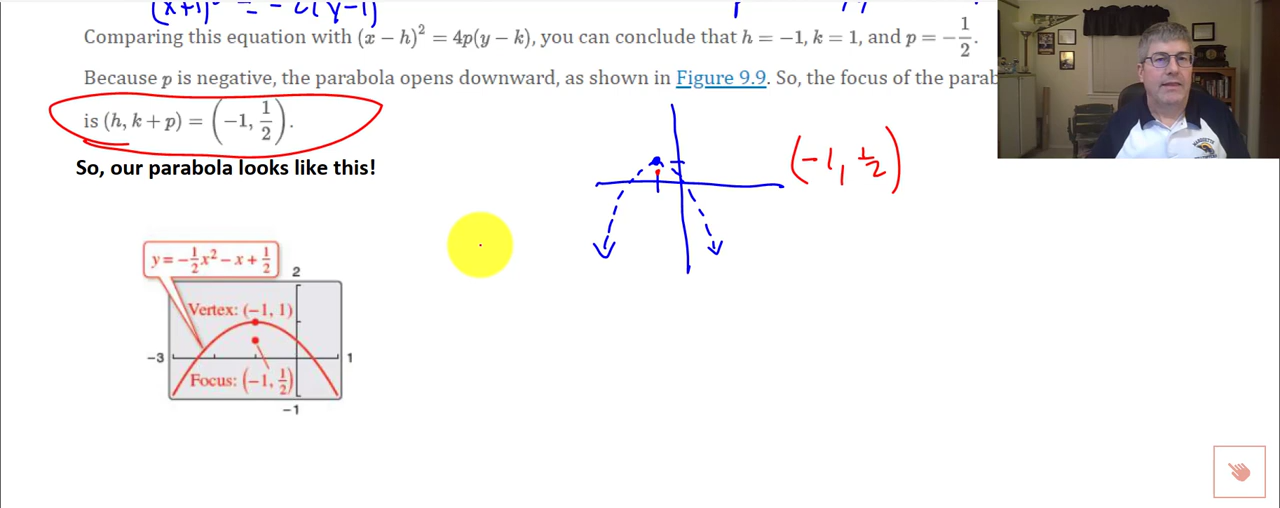 (x+1)² = -2(y-1)
Comparing this equation with (x − h)² = 4p(y − k), you can conclude that h = −1, k = 1, and p = −1/2.
Because p is negative, the parabola opens downward, as shown in Figure 9.9. So, the focus of the parab
is (h, k + p) = (−1, 1/2).
(-1, 1/2)
So, our parabola looks like this!
y = −1/2x² − x + 1/2
2
Vertex: (−1, 1)
−3
1
Focus: (−1, 1/2)
−1